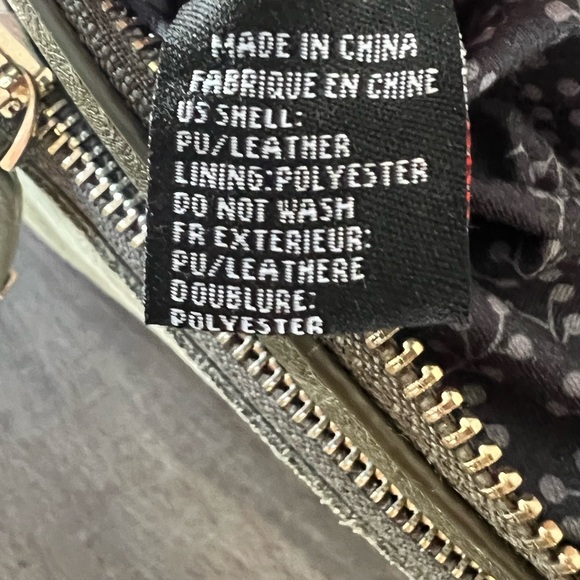 MADE IN CHINA
FABRIQUE EN CHINE
US SHELL:
PU/LEATHER
LINING:POLYESTER
DO NOT WASH
FR EXTERIEUR:
PU/LEATHERE
DOUBLURE:
POLYESTER